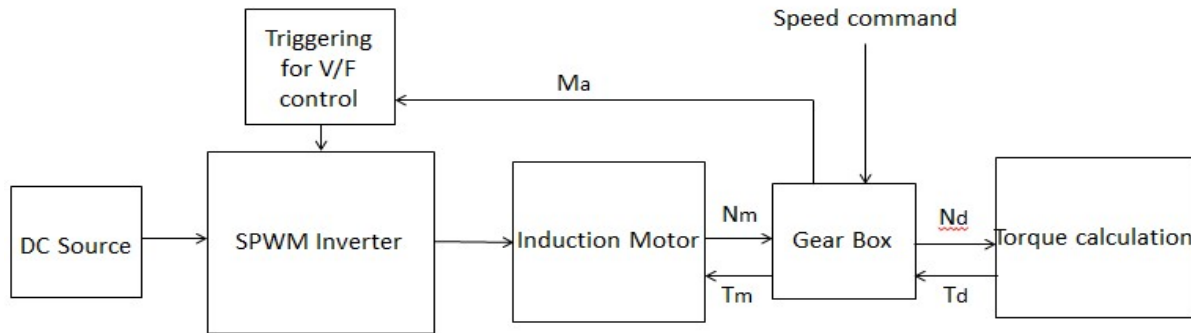 Speed command
Triggering
for V/F
control
Ma
DC Source
SPWM Inverter
Induction Motor
Nm
Tm
Gear Box
Nd
Td
Torque calculation